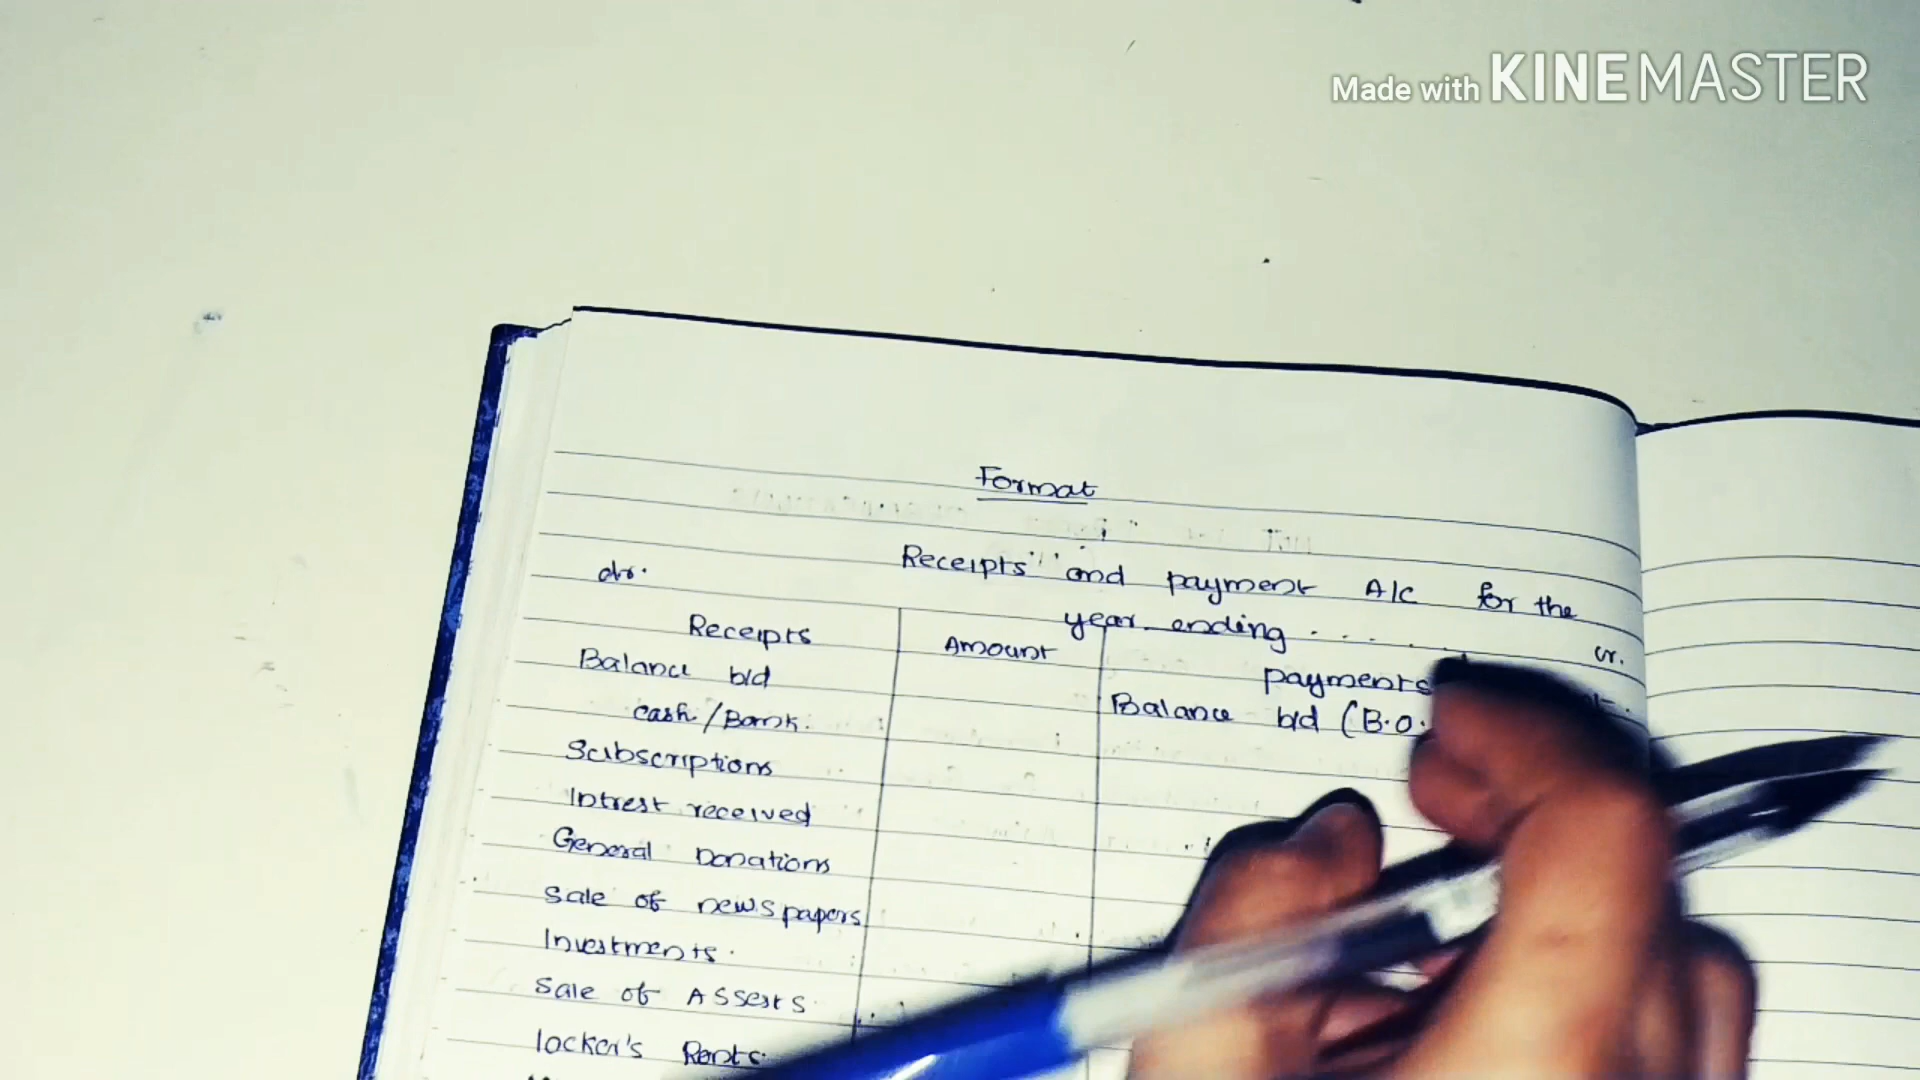 Made with KINEMASTER
Format
Receipts and payment A/c for the
year ending . . . .
dr.
cr.
Receipts
Amount
payments
Balance b/d
Balance b/d (B.O.
cash/Bank.
Subscriptions
Intrest received
General Donations
Sale of newspapers
Investments.
Sale of Assests
locker's Rents.